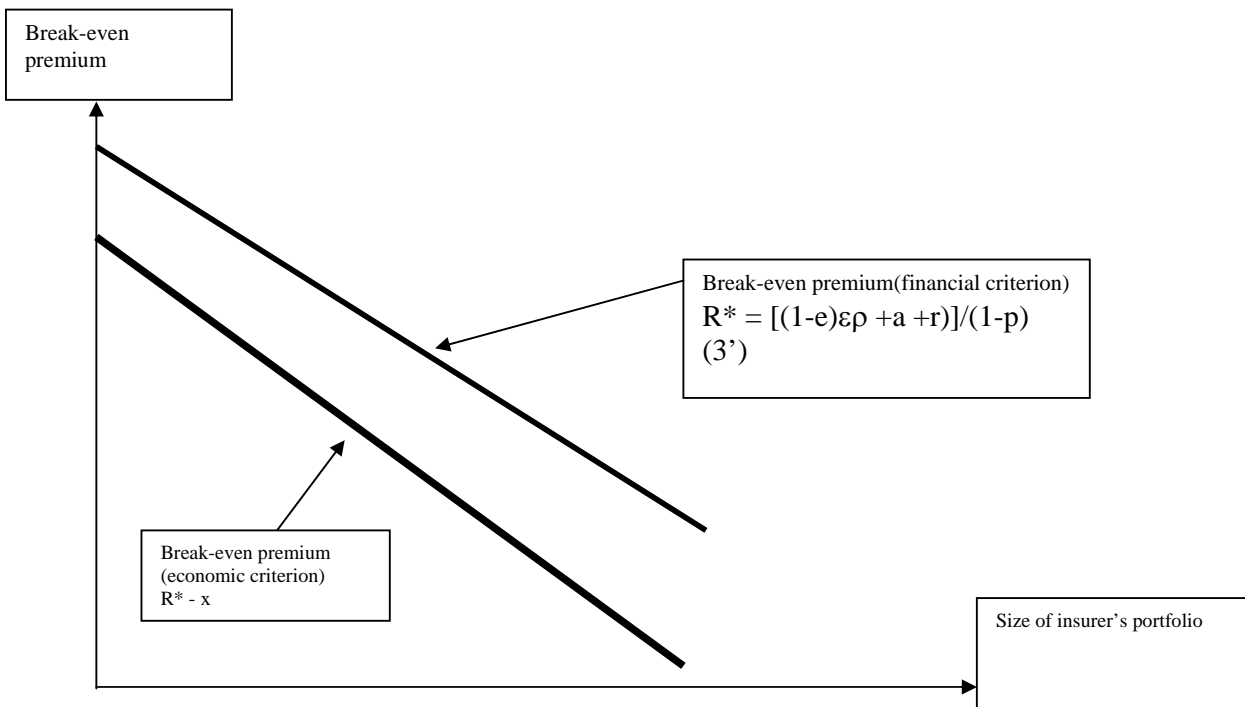 Break-even
premium
Break-even premium(financial criterion)
R* = [(1-e)ερ +a +r)]/(1-p)
(3’)
Break-even premium
(economic criterion)
R* - x
Size of insurer’s portfolio